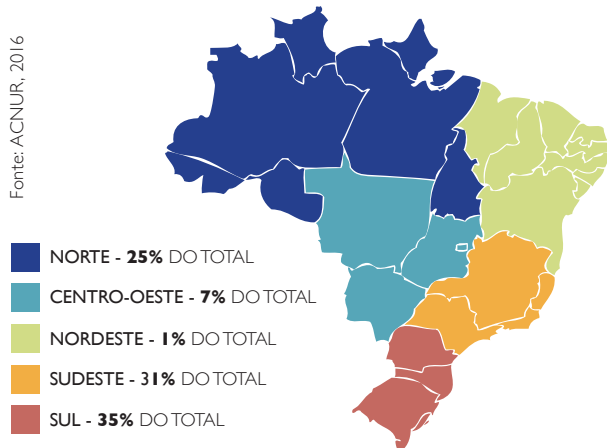 Fonte: ACNUR, 2016
NORTE - 25% DO TOTAL
CENTRO-OESTE - 7% DO TOTAL
NORDESTE - 1% DO TOTAL
SUDESTE - 31% DO TOTAL
SUL - 35% DO TOTAL